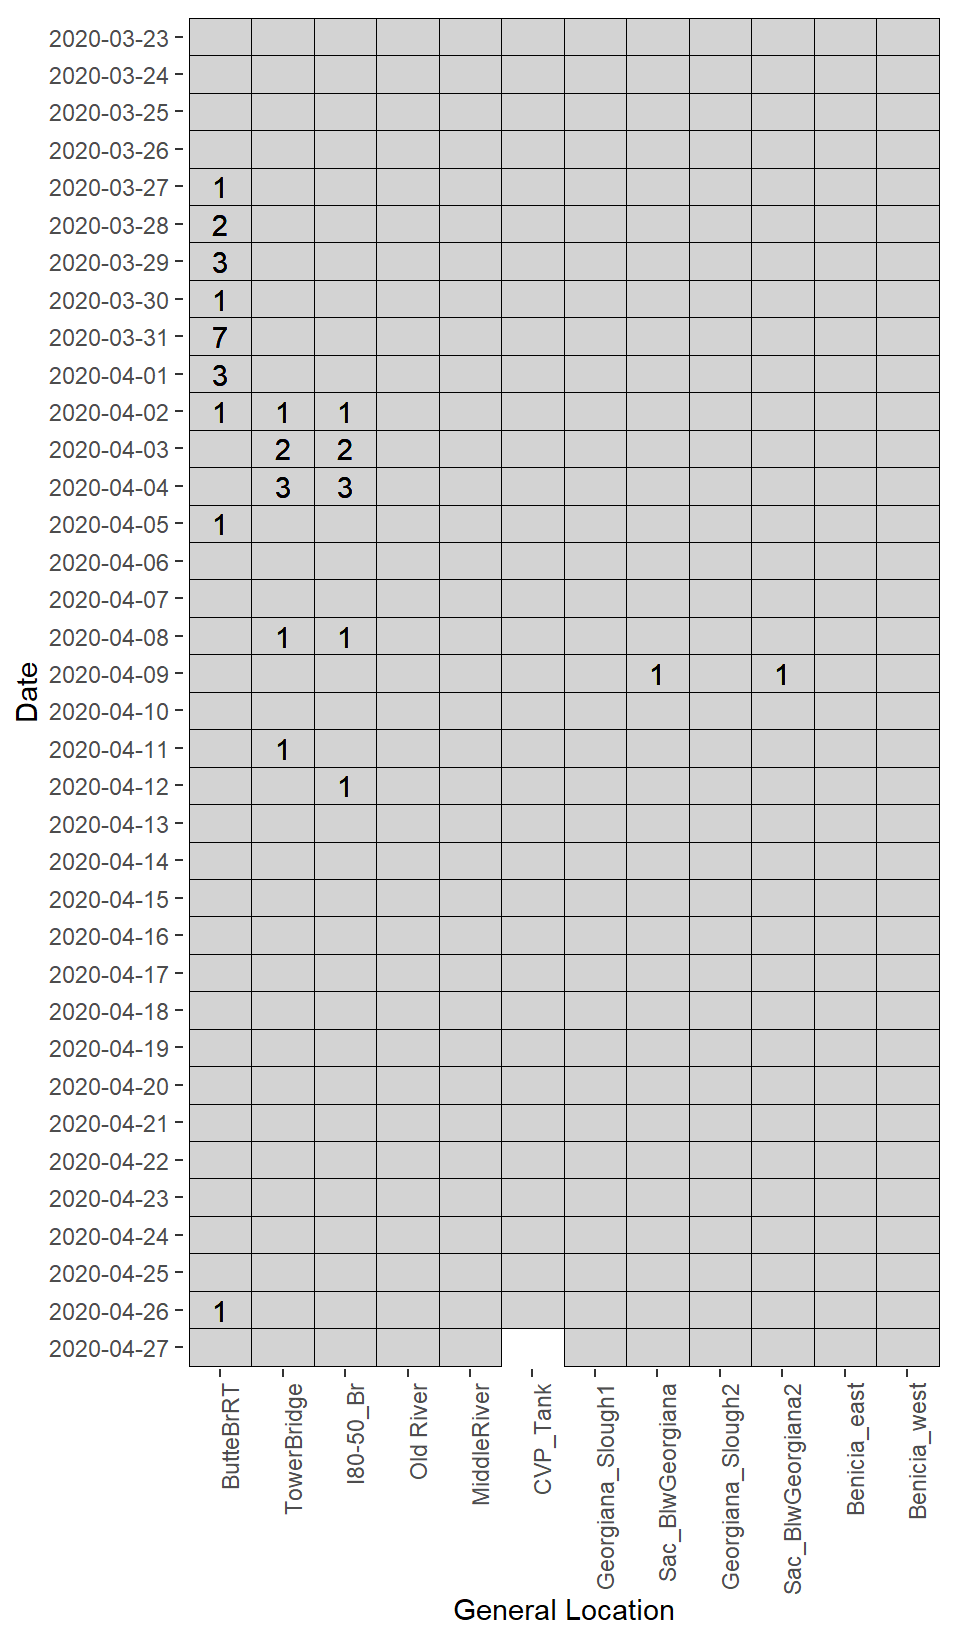 2020-03-23
2020-03-24
2020-03-25
2020-03-26
2020-03-27 1
2020-03-28 2
2020-03-29 3
2020-03-30 1
2020-03-31 7
2020-04-01 3
2020-04-02 1 1 1
2020-04-03 2 2
2020-04-04 3 3
2020-04-05 1
2020-04-06
2020-04-07
2020-04-08 1 1
2020-04-09 1 1
2020-04-10
2020-04-11 1
2020-04-12 1
2020-04-13
2020-04-14
2020-04-15
2020-04-16
2020-04-17
2020-04-18
2020-04-19
2020-04-20
2020-04-21
2020-04-22
2020-04-23
2020-04-24
2020-04-25
2020-04-26 1
2020-04-27
Date
ButteBrRT
TowerBridge
I80-50_Br
Old River
MiddleRiver
CVP_Tank
Georgiana_Slough1
Sac_BlwGeorgiana
Georgiana_Slough2
Sac_BlwGeorgiana2
Benicia_east
Benicia_west
General Location